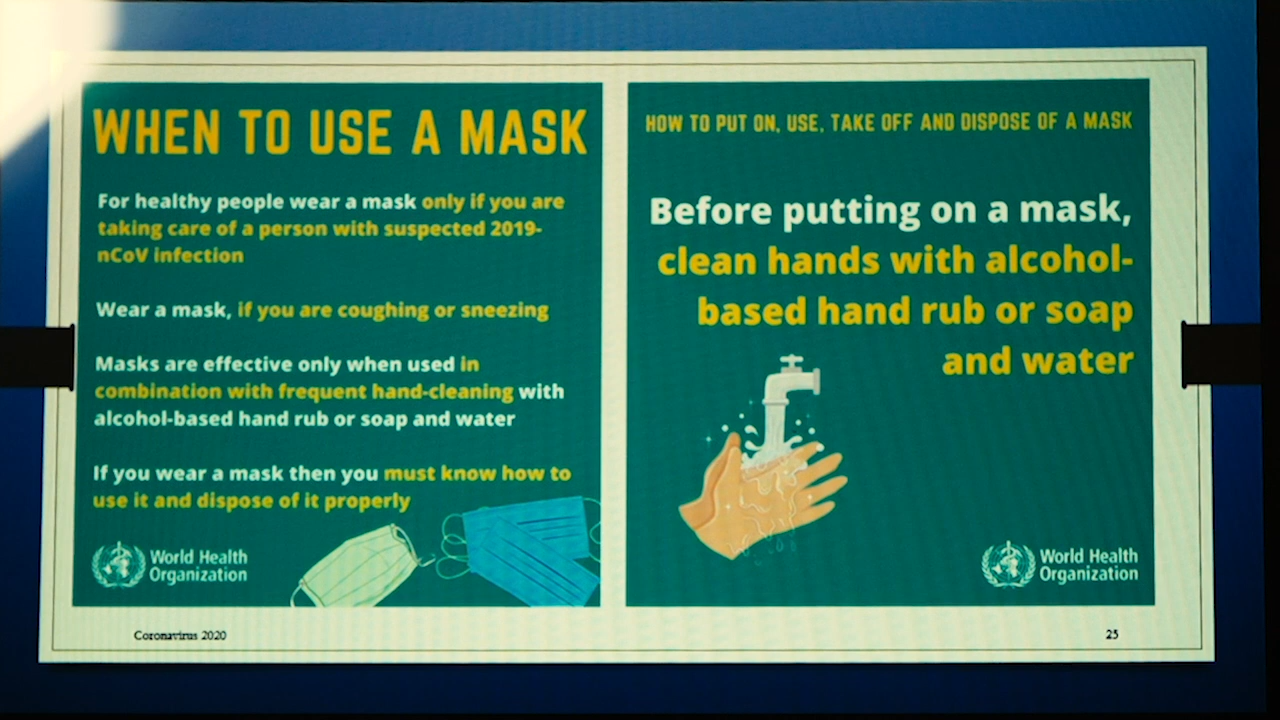 WHEN TO USE A MASK
For healthy people wear a mask only if you are
taking care of a person with suspected 2019-
nCoV infection
Wear a mask, if you are coughing or sneezing
Masks are effective only when used in
combination with frequent hand-cleaning with
alcohol-based hand rub or soap and water
If you wear a mask then you must know how to
use it and dispose of it properly
World Health
Organization
HOW TO PUT ON, USE, TAKE OFF AND DISPOSE OF A MASK
Before putting on a mask,
clean hands with alcohol-
based hand rub or soap
and water
World Health
Organization
Coronavirus 2020
25